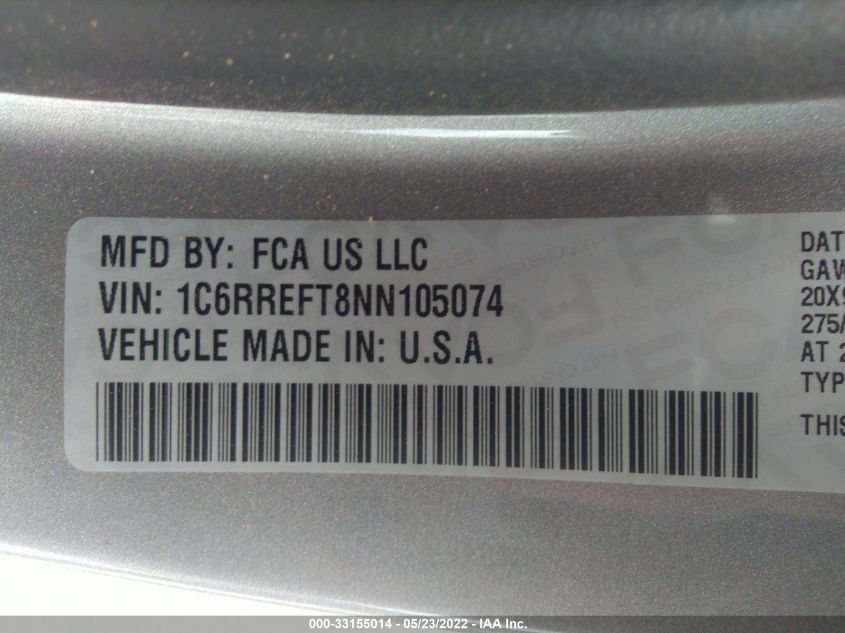 MFD BY: FCA US LLC
VIN: 1C6RREFT8NN105074
VEHICLE MADE IN: U.S.A.
DAT
GAW
20X9
275/
AT 2
TYP
THIS
000-33155014 - 05/23/2022 - IAA Inc.